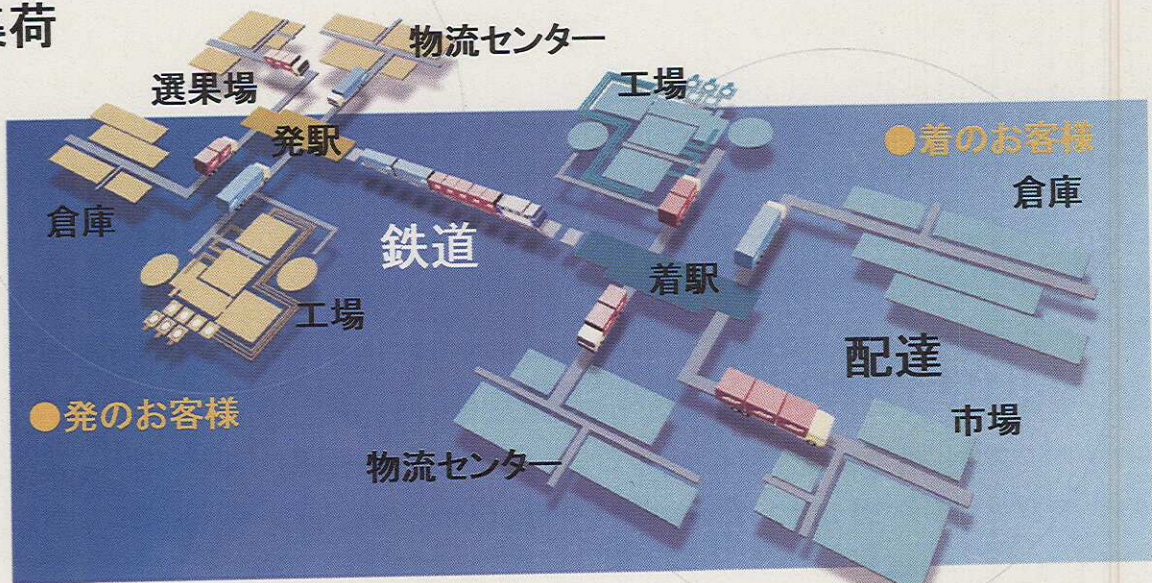 集荷
物流センター
選果場
工場
発駅
●着のお客様
倉庫
倉庫
鉄道
着駅
工場
配達
●発のお客様
市場
物流センター